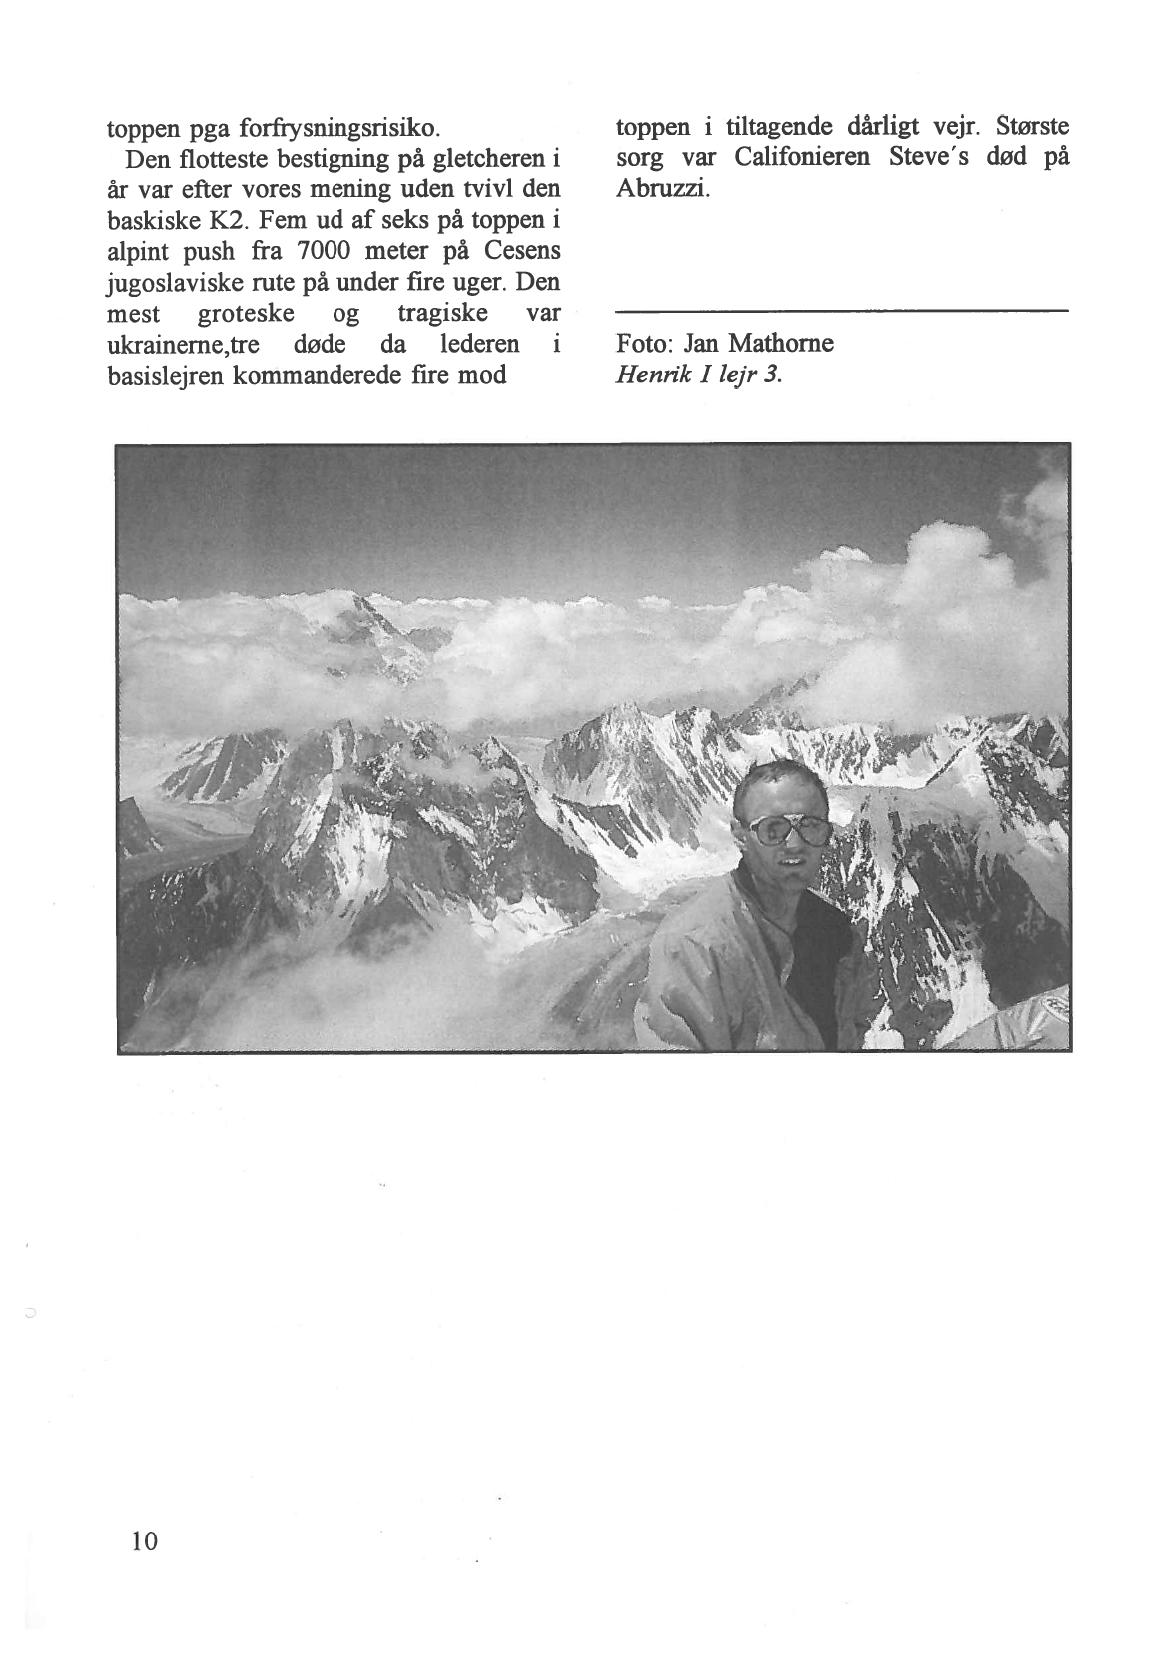 toppen pga forfrysningsrisiko.
Den flotteste bestigning på gletcheren i
år var efter vores mening uden tvivl den
baskiske K2. Fem ud af seks på toppen i
alpint push fra 7000 meter på Cesens
jugoslaviske rute på under fire uger. Den
mest groteske og tragiske var
ukrainerne,tre døde da lederen i
basislejren kommanderede fire mod
toppen i tiltagende dårligt vejr. Største
sorg var Califonieren Steve´s død på
Abruzzi.
Foto: Jan Mathorne
Henrik I lejr 3.
10